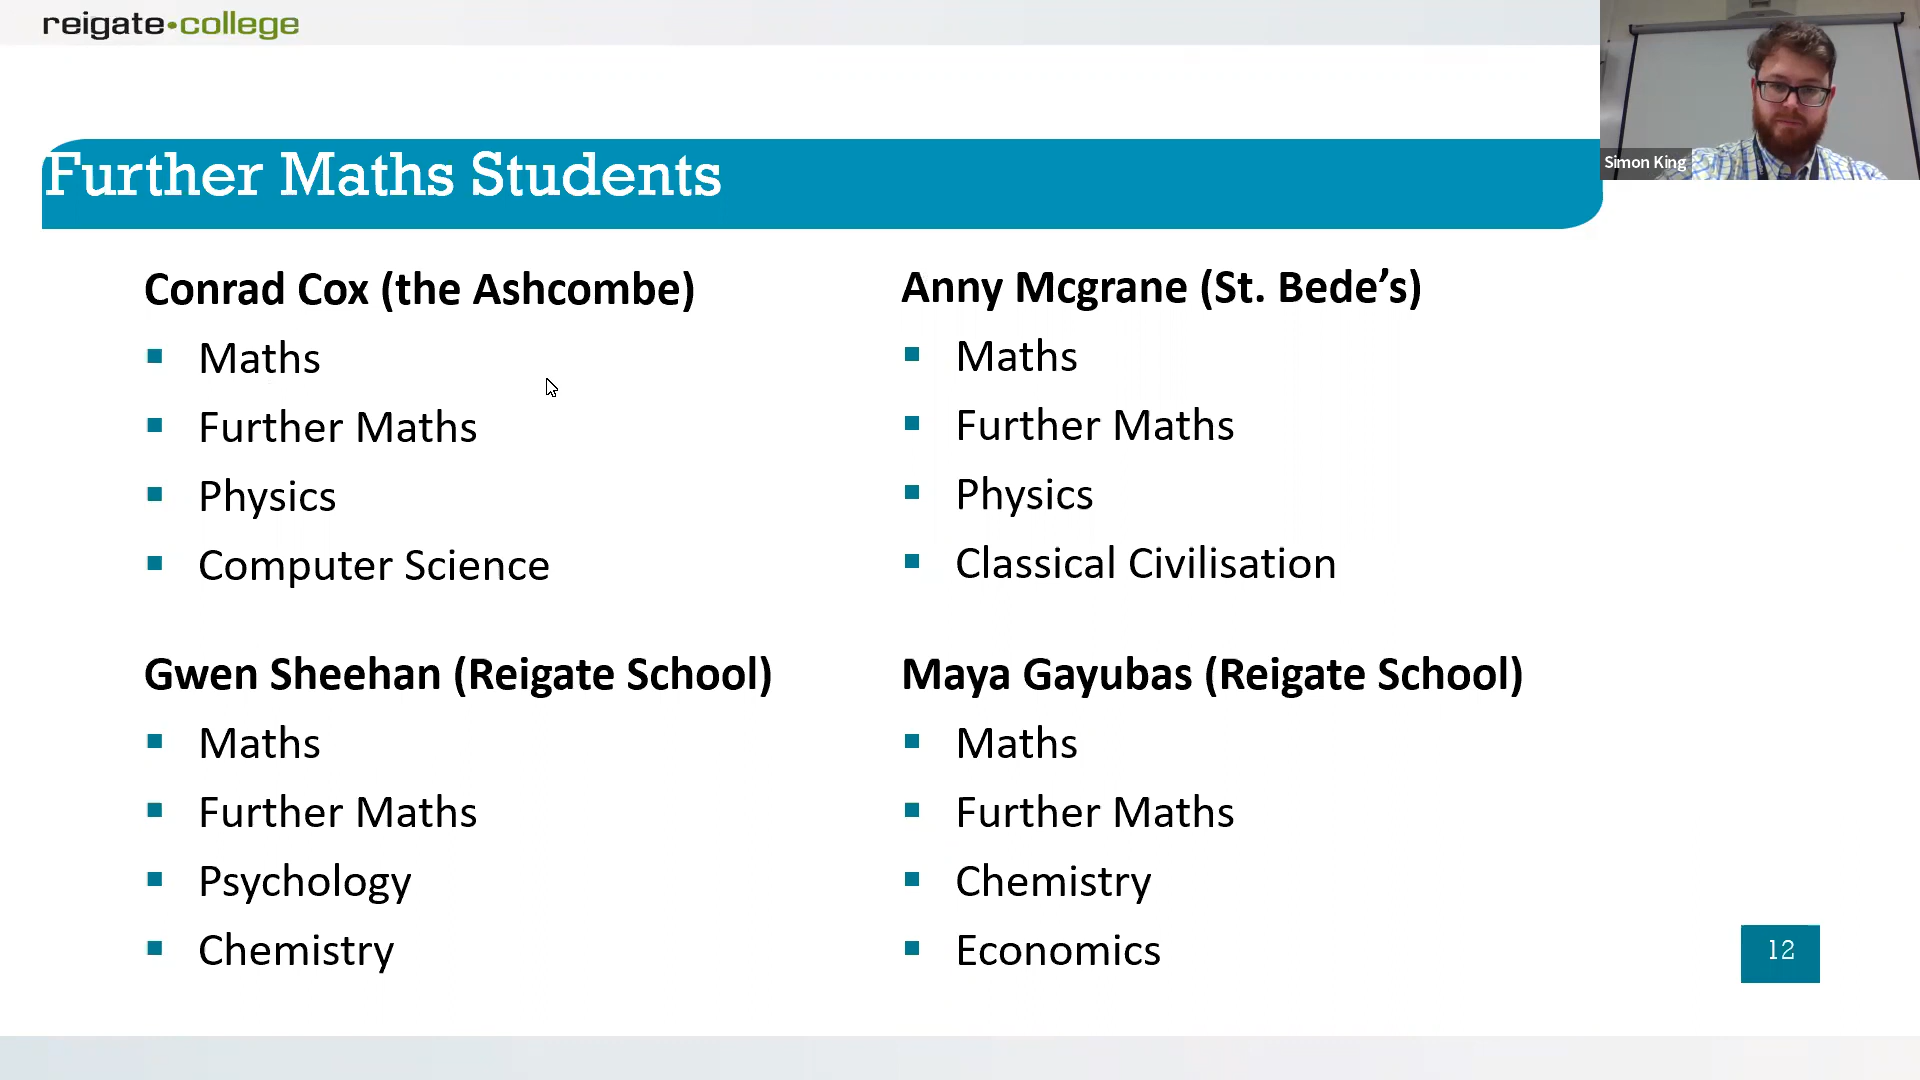 reigate•college
Simon King
Further Maths Students
Conrad Cox (the Ashcombe)
Maths
Further Maths
Physics
Computer Science
Anny Mcgrane (St. Bede’s)
Maths
Further Maths
Physics
Classical Civilisation
Gwen Sheehan (Reigate School)
Maths
Further Maths
Psychology
Chemistry
Maya Gayubas (Reigate School)
Maths
Further Maths
Chemistry
Economics
12